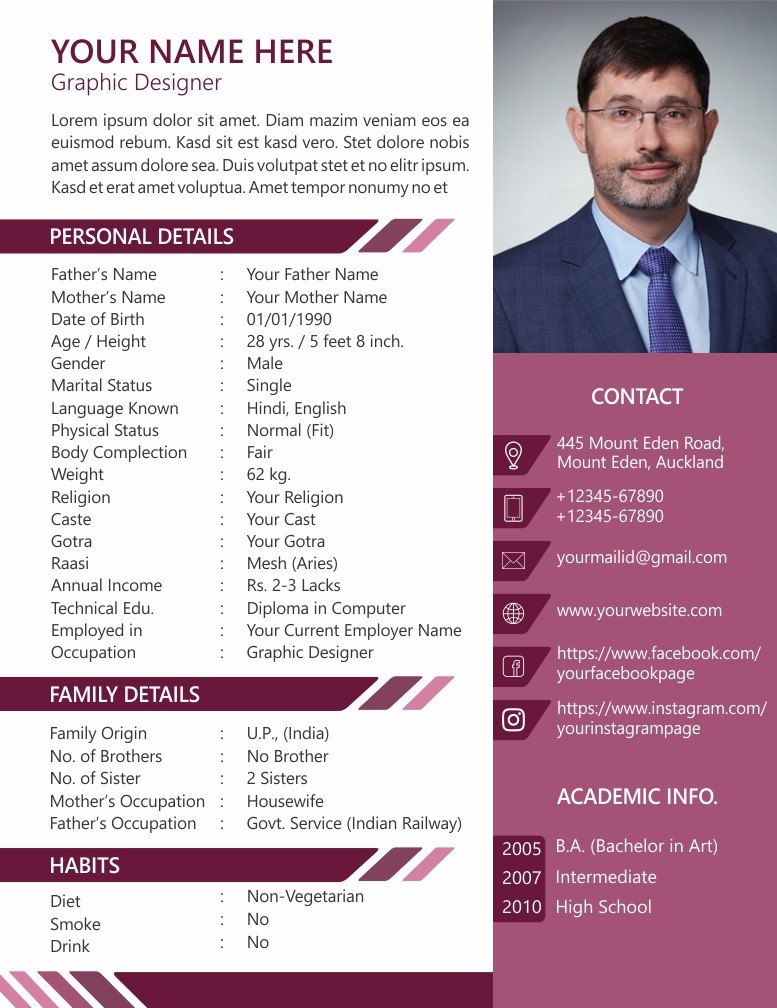 YOUR NAME HERE
Graphic Designer
Lorem ipsum dolor sit amet. Diam mazim veniam eos ea
euismod rebum. Kasd sit est kasd vero. Stet dolore nobis
amet assum dolore sea. Duis volutpat stet et no elitr ipsum.
Kasd et erat amet voluptua. Amet tempor nonumy no et
PERSONAL DETAILS
Father's Name : Your Father Name
Mother's Name : Your Mother Name
Date of Birth : 01/01/1990
Age / Height : 28 yrs. / 5 feet 8 inch.
Gender : Male
Marital Status : Single
Language Known : Hindi, English
Physical Status : Normal (Fit)
Body Complection : Fair
Weight : 62 kg.
Religion : Your Religion
Caste : Your Cast
Gotra : Your Gotra
Raasi : Mesh (Aries)
Annual Income : Rs. 2-3 Lacks
Technical Edu. : Diploma in Computer
Employed in : Your Current Employer Name
Occupation : Graphic Designer
FAMILY DETAILS
Family Origin : U.P., (India)
No. of Brothers : No Brother
No. of Sister : 2 Sisters
Mother's Occupation : Housewife
Father's Occupation : Govt. Service (Indian Railway)
HABITS
Diet : Non-Vegetarian
Smoke : No
Drink : No
CONTACT
445 Mount Eden Road,
Mount Eden, Auckland
+12345-67890
+12345-67890
yourmailid@gmail.com
www.yourwebsite.com
https://www.facebook.com/
yourfacebookpage
https://www.instagram.com/
yourinstagrampage
ACADEMIC INFO.
2005 B.A. (Bachelor in Art)
2007 Intermediate
2010 High School